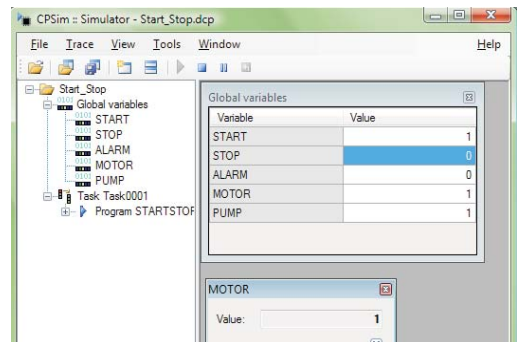 CPSim :: Simulator - Start_Stop.dcp
File Trace View Tools Window Help
Start_Stop
Global variables
START
STOP
ALARM
MOTOR
PUMP
Task Task0001
Program STARTSTOP
Global variables
Variable Value
START 1
STOP 0
ALARM 0
MOTOR 1
PUMP 1
MOTOR
Value: 1